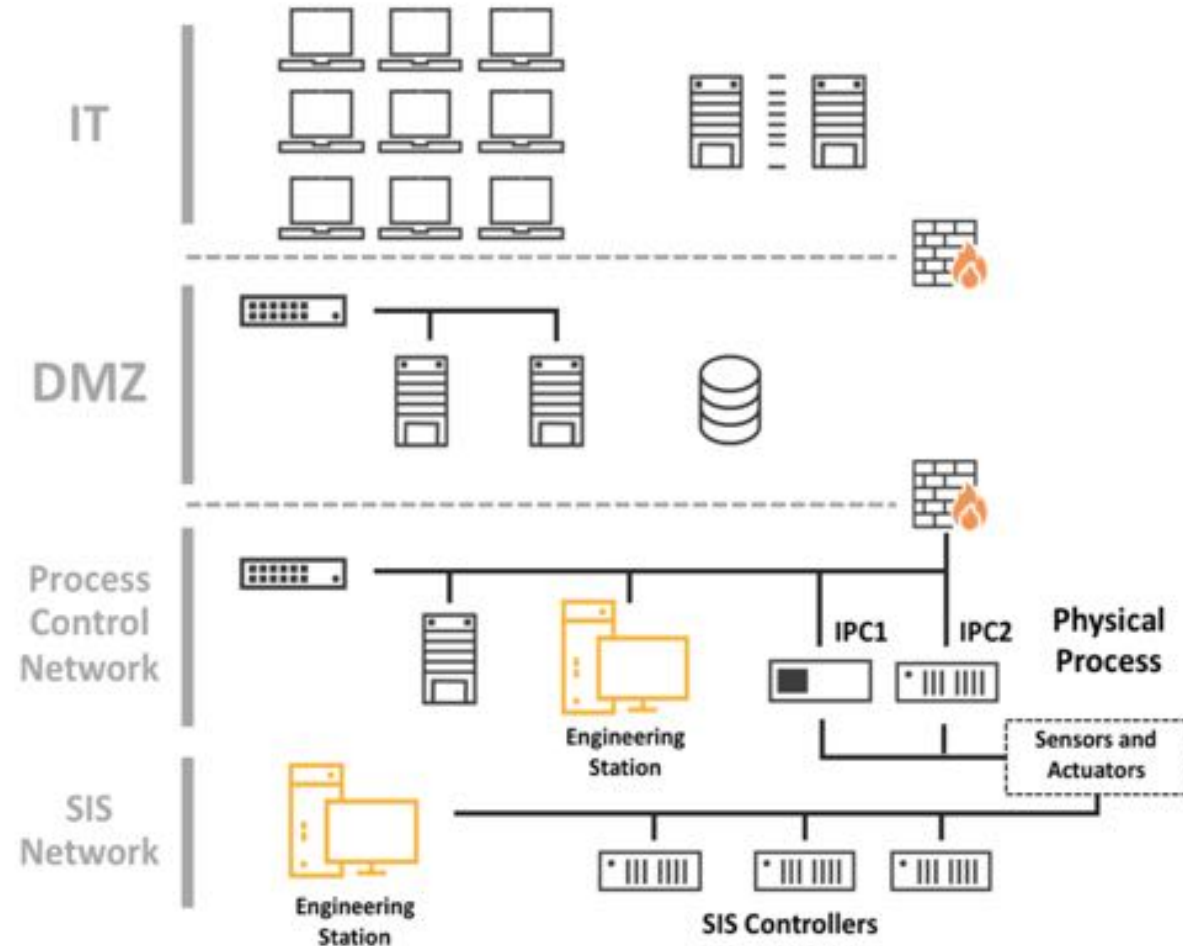 IT
DMZ
Process
Control
Network
IPC1
IPC2
Physical
Process
Engineering
Station
Sensors and
Actuators
SIS
Network
Engineering
Station
SIS Controllers